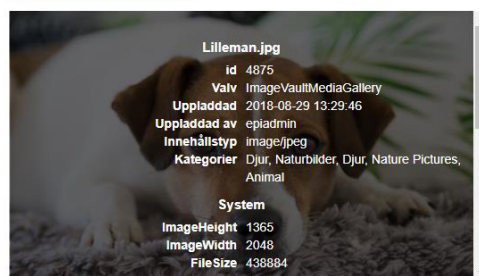 Lilleman.jpg
id 4875
Valv ImageVaultMediaGallery
Uppladdad 2018-08-29 13:29:46
Uppladdad av epiadmin
Innehållstyp image/jpeg
Kategorier Djur, Naturbilder, Djur, Nature Pictures,
Animal
System
ImageHeight 1365
ImageWidth 2048
FileSize 438884